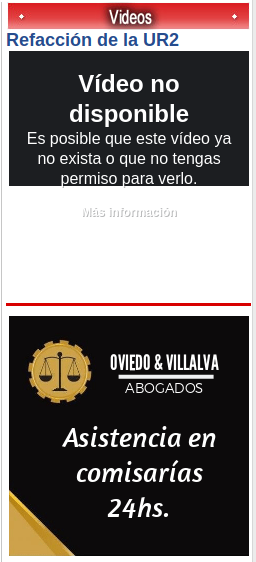 Videos
Refacción de la UR2
Vídeo no
disponible
Es posible que este vídeo ya
no exista o que no tengas
permiso para verlo.
Más información
OVIEDO & VILLALVA
ABOGADOS
Asistencia en
comisarías
24hs.